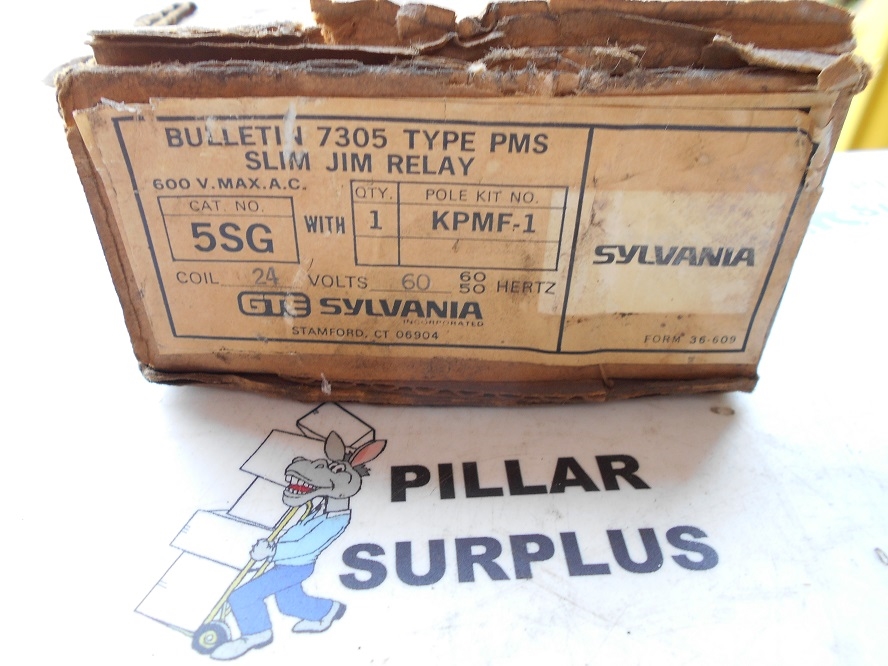 BULLETIN 7305 TYPE PMS
SLIM JIM RELAY
600 V.MAX.A.C.
CAT. NO.
5SG
WITH
QTY.
1
POLE KIT NO.
KPMF-1
COIL 24 VOLTS 60 60/50 HERTZ
GTE SYLVANIA
INCORPORATED
STAMFORD, CT 06904
SYLVANIA
FORM 36-609
PILLAR
SURPLUS